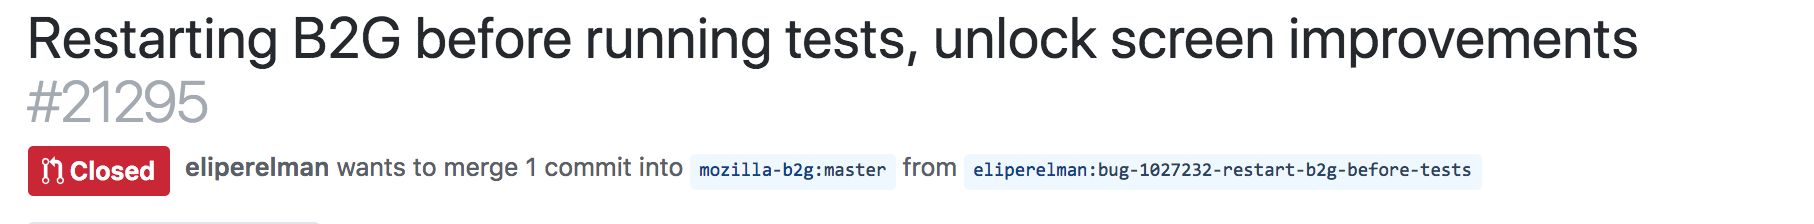 Restarting B2G before running tests, unlock screen improvements
#21295
Closed eliperelman wants to merge 1 commit into mozilla-b2g:master from eliperelman:bug-1027232-restart-b2g-before-tests